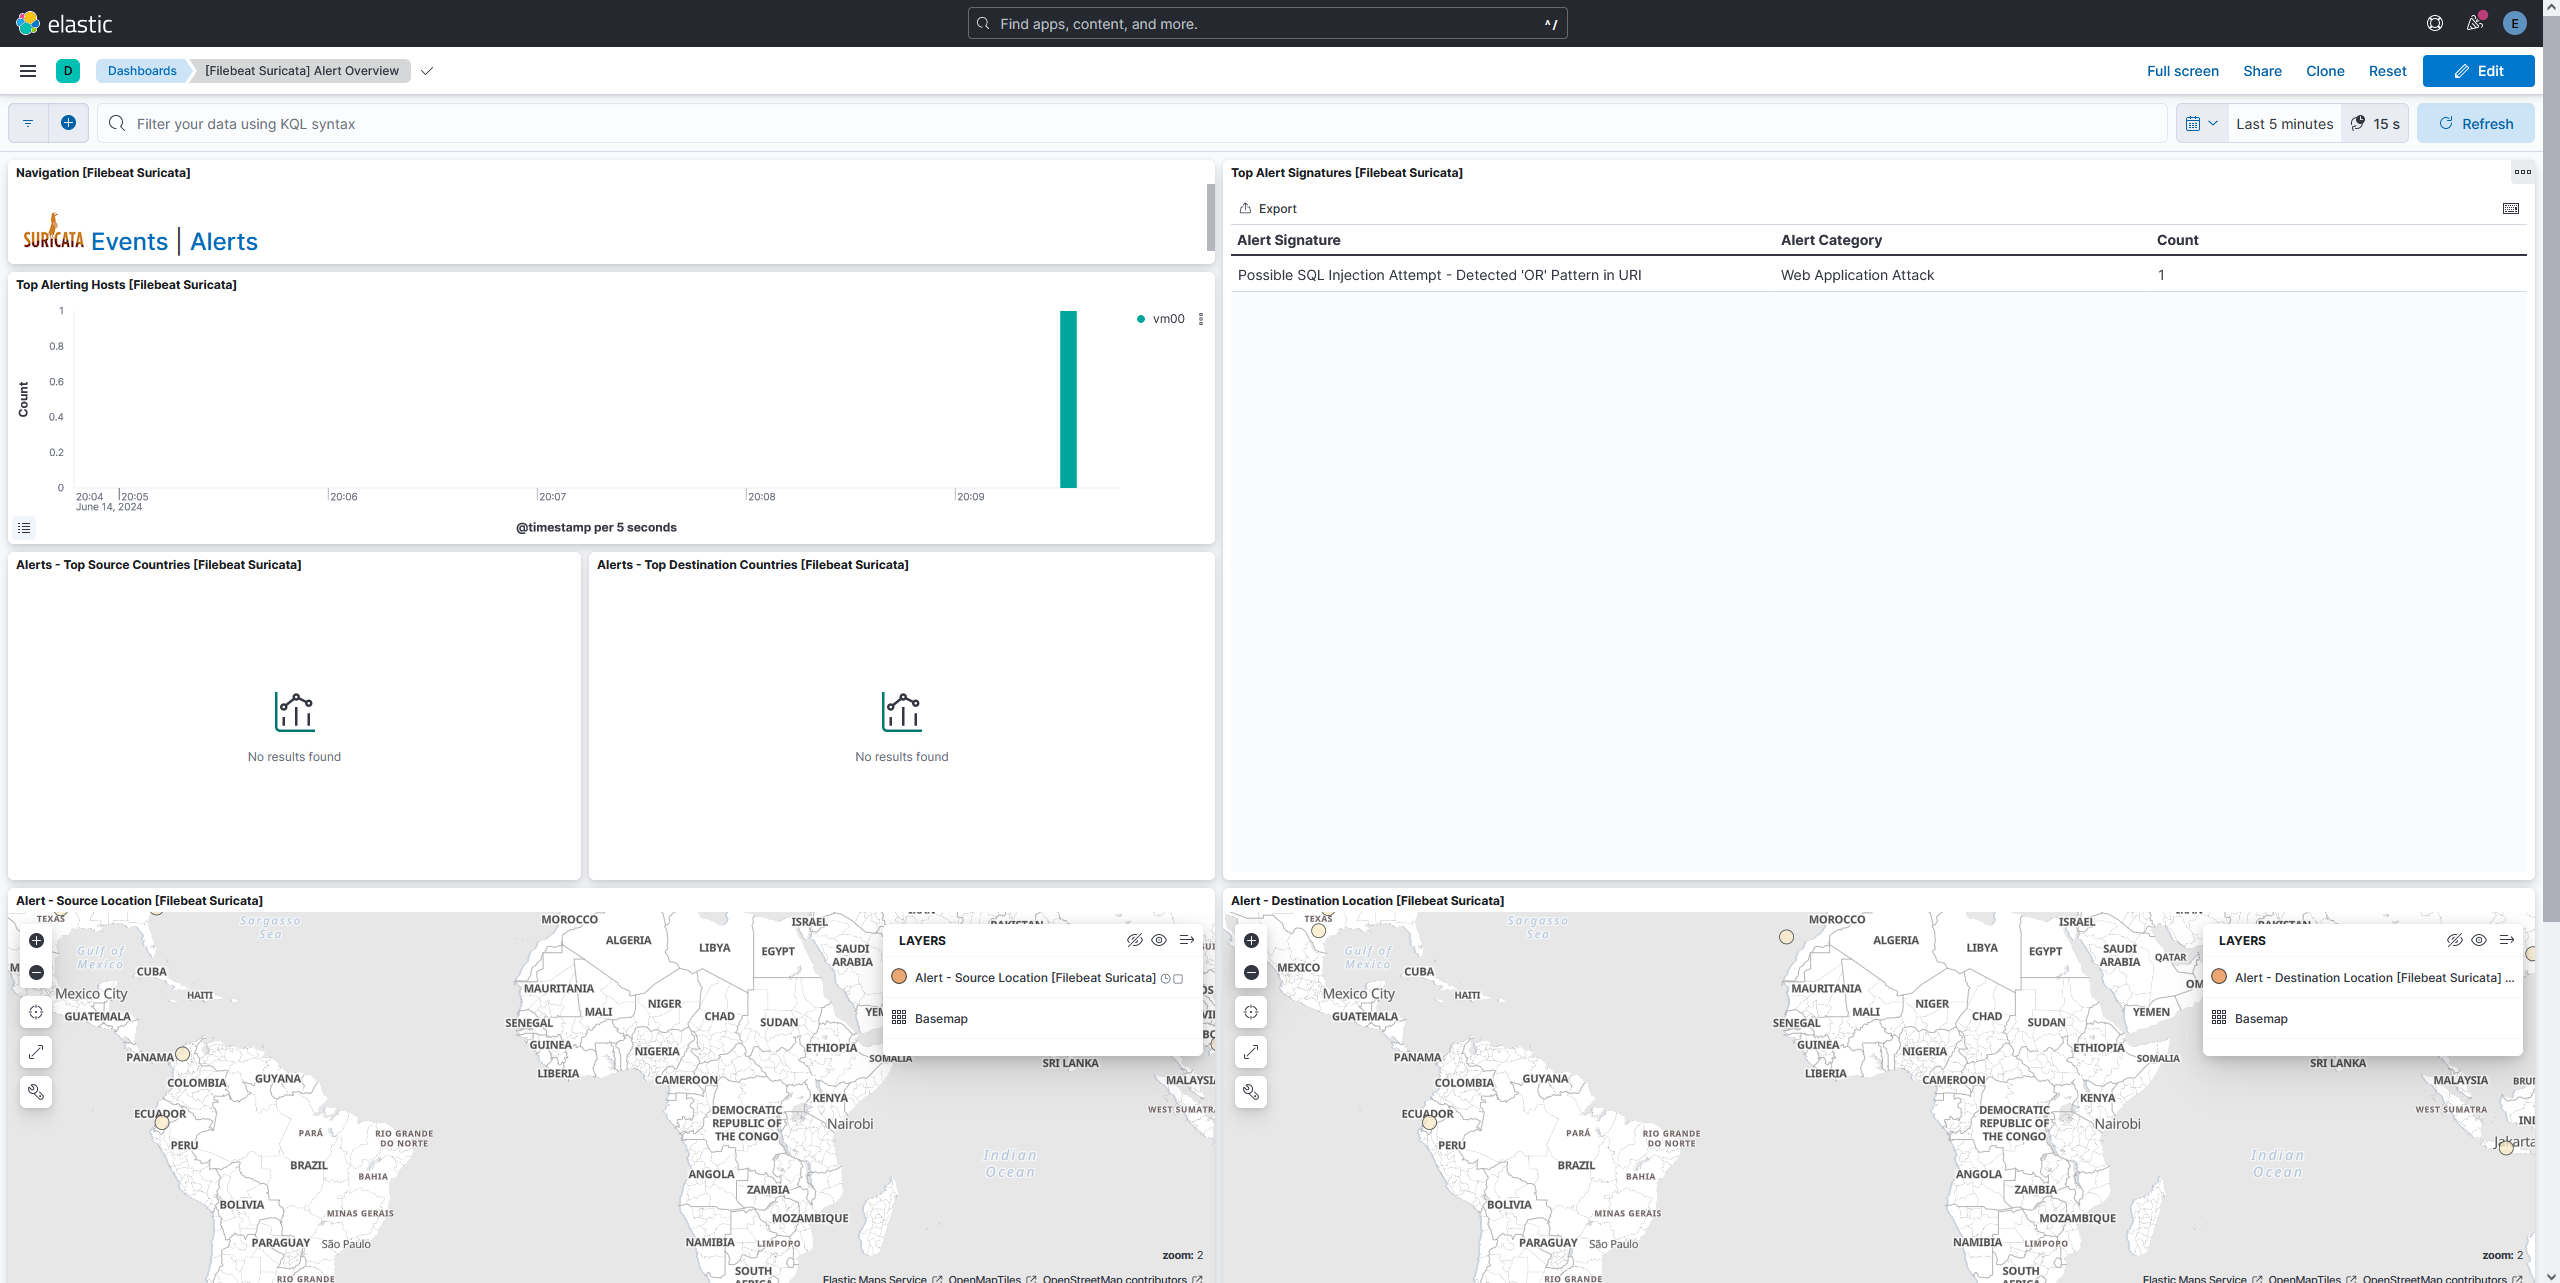 elastic
Find apps, content, and more.
^/
E
D
Dashboards
[Filebeat Suricata] Alert Overview
Full screen
Share
Clone
Reset
Edit
Filter your data using KQL syntax
Last 5 minutes
15 s
Refresh
Navigation [Filebeat Suricata]
SURICATA
Events | Alerts
Top Alerting Hosts [Filebeat Suricata]
1
0.8
0.6
0.4
0.2
0
Count
20:04
20:05
20:06
20:07
20:08
20:09
June 14, 2024
@timestamp per 5 seconds
vm00
Top Alert Signatures [Filebeat Suricata]
Export
Alert Signature Alert Category Count
Possible SQL Injection Attempt - Detected 'OR' Pattern in URI Web Application Attack 1
Alerts - Top Source Countries [Filebeat Suricata]
No results found
Alerts - Top Destination Countries [Filebeat Suricata]
No results found
Alert - Source Location [Filebeat Suricata]
TEXAS
Sargasso
Sea
Gulf of
Mexico
CUBA
Mexico City
HAITI
GUATEMALA
PANAMA
COLOMBIA
GUYANA
ECUADOR
PERU
PARÁ
RIO GRANDE
DO NORTE
BRAZIL
BAHIA
BOLIVIA
MINAS GERAIS
PARAGUAY
São Paulo
RIO GRANDE
MOROCCO
ALGERIA
LIBYA
EGYPT
ISRAEL
SAUDI
ARABIA
MAURITANIA
MALI
NIGER
CHAD
SUDAN
SENEGAL
GUINEA
NIGERIA
ETHIOPIA
SOMALIA
LIBERIA
CAMEROON
KENYA
DEMOCRATIC
REPUBLIC OF
THE CONGO
Nairobi
ANGOLA
ZAMBIA
MOZAMBIQUE
NAMIBIA
LIMPOPO
SOUTH
SRI LANKA
MALAYSI
WEST SUMATRA
Indian
Ocean
LAYERS
Alert - Source Location [Filebeat Suricata]
Basemap
zoom: 2
Elastic Maps Service
OpenMapTiles
OpenStreetMap contributors
Alert - Destination Location [Filebeat Suricata]
TEXAS
Sargasso
Sea
MEXICO
Gulf of
Mexico
CUBA
Mexico City
HAITI
GUATEMALA
PANAMA
COLOMBIA
GUYANA
ECUADOR
PERU
PARÁ
RIO GRANDE
DO NORTE
BRAZIL
BAHIA
BOLIVIA
MINAS GERAIS
PARAGUAY
São Paulo
RIO GRANDE
MOROCCO
ALGERIA
LIBYA
EGYPT
ISRAEL
SAUDI
ARABIA
QATAR
OM
MAURITANIA
MALI
NIGER
CHAD
SUDAN
YEMEN
SENEGAL
GUINEA
NIGERIA
ETHIOPIA
SOMALIA
LIBERIA
CAMEROON
KENYA
DEMOCRATIC
REPUBLIC OF
THE CONGO
Nairobi
ANGOLA
ZAMBIA
MOZAMBIQUE
NAMIBIA
LIMPOPO
SOUTH
SRI LANKA
MALAYSIA
BRU
WEST SUMATRA
Jakarta
Indian
Ocean
LAYERS
Alert - Destination Location [Filebeat Suricata] ...
Basemap
zoom: 2
Elastic Maps Service
OpenMapTiles
OpenStreetMap contributors